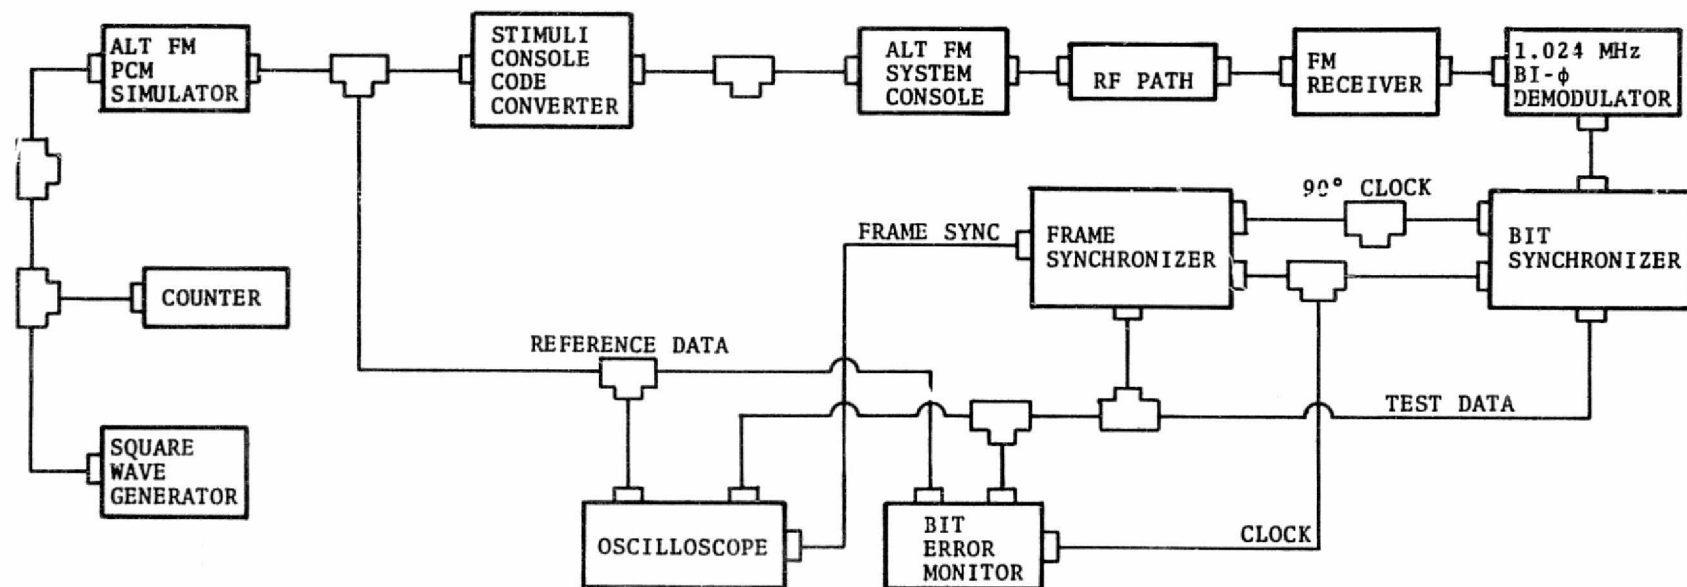 ALT FM
PCM
SIMULATOR
STIMULI
CONSOLE
CODE
CONVERTER
ALT FM
SYSTEM
CONSOLE
RF PATH
FM
RECEIVER
1.024 MHz
BI-ϕ
DEMODULATOR
90° CLOCK
FRAME SYNC
FRAME
SYNCHRONIZER
BIT
SYNCHRONIZER
COUNTER
REFERENCE DATA
TEST DATA
SQUARE
WAVE
GENERATOR
OSCILLOSCOPE
BIT
ERROR
MONITOR
CLOCK